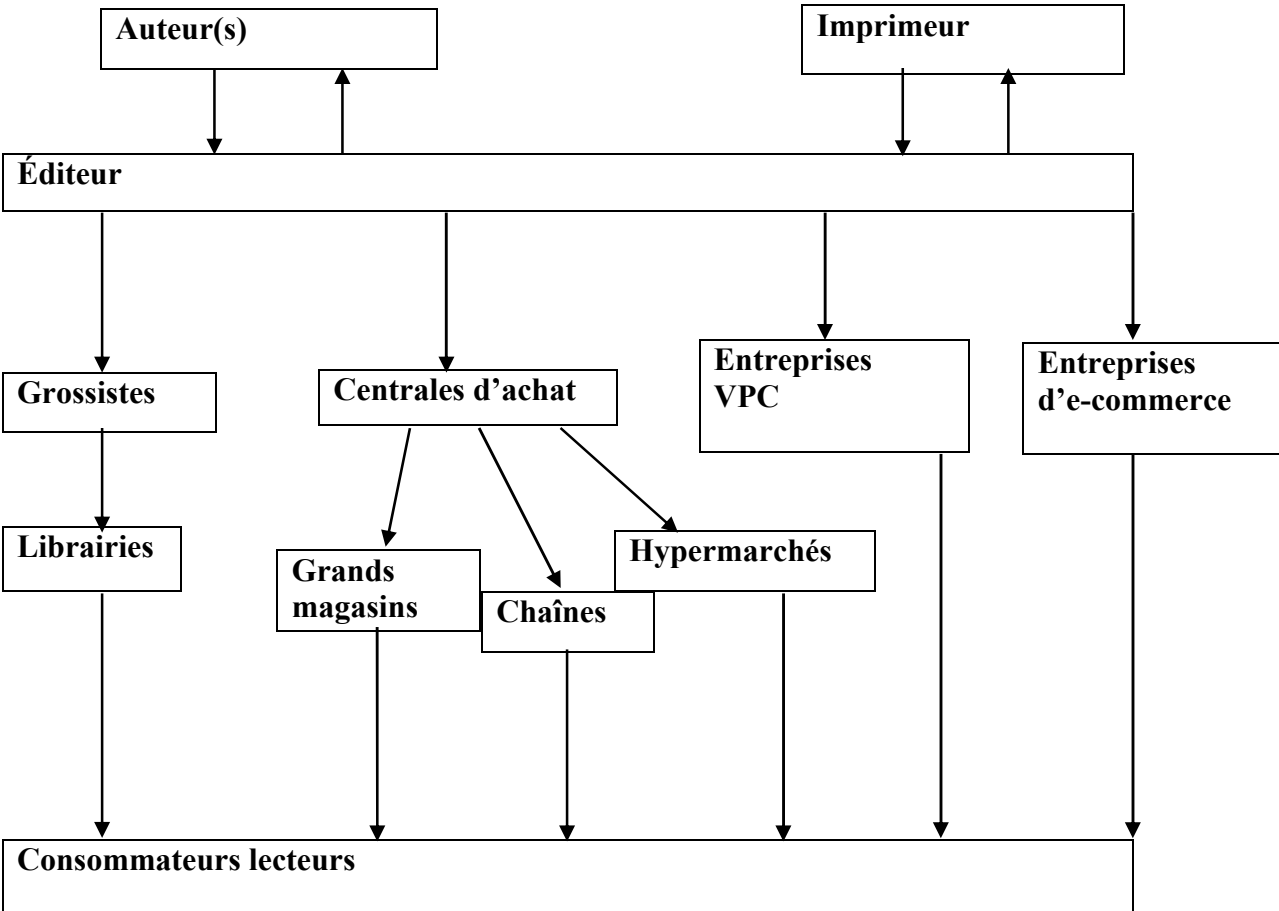 Auteur(s)
Imprimeur
Éditeur
Grossistes
Centrales d’achat
Entreprises
VPC
Entreprises
d’e-commerce
Librairies
Grands
magasins
Chaînes
Hypermarchés
Consommateurs lecteurs